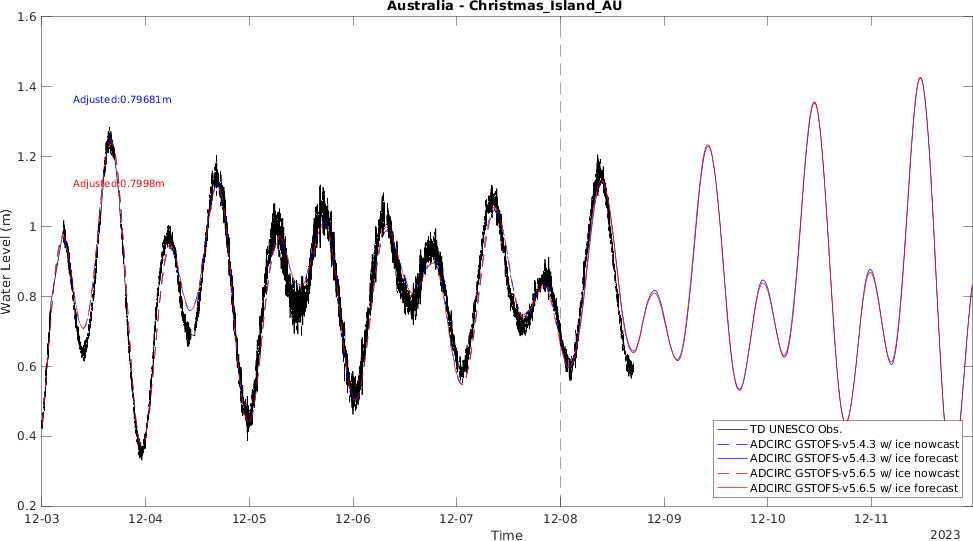 Australia - Christmas_Island_AU
1.6
1.4
1.2
1
0.8
0.6
0.4
0.2
Water Level (m)
Adjusted:0.79681m
Adjusted:0.7998m
TD UNESCO Obs.
ADCIRC GSTOFS-v5.4.3 w/ ice nowcast
ADCIRC GSTOFS-v5.4.3 w/ ice forecast
ADCIRC GSTOFS-v5.6.5 w/ ice nowcast
ADCIRC GSTOFS-v5.6.5 w/ ice forecast
12-03 12-04 12-05 12-06 12-07 12-08 12-09 12-10 12-11
Time
2023